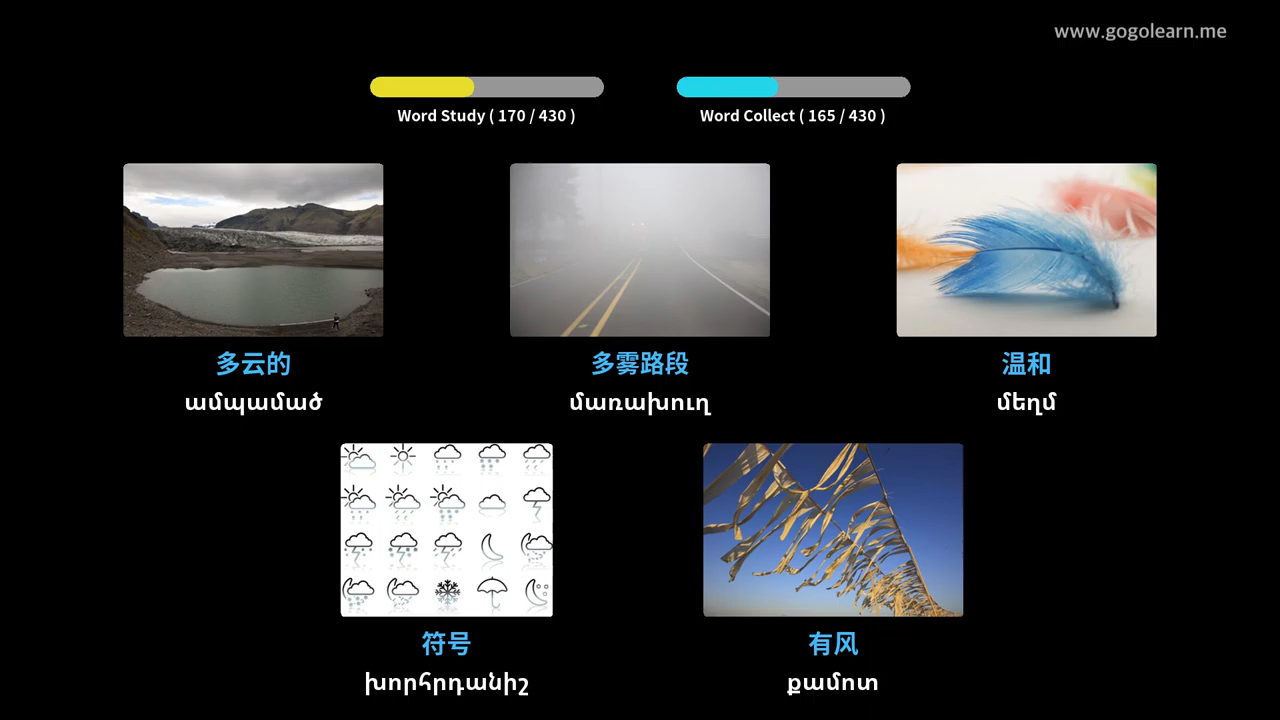 www.gogolearn.me
Word Study ( 170 / 430 )
Word Collect ( 165 / 430 )
多云的
ամպամած
多雾路段
մառախուղ
温和
մեղմ
符号
խորհրդանիշ
有风
քամոտ